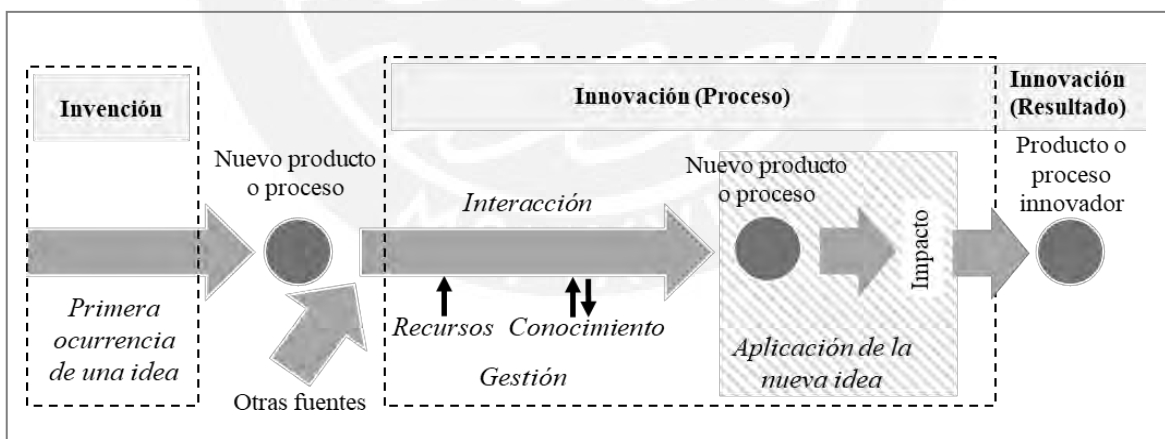 Invención
Innovación (Proceso)
Innovación
(Resultado)
Nuevo producto
o proceso
Interacción
Nuevo producto
o proceso
Producto o
proceso
innovador
Impacto
Primera
ocurrencia
de una idea
Recursos
Conocimiento
Gestión
Aplicación de la
nueva idea
Otras fuentes